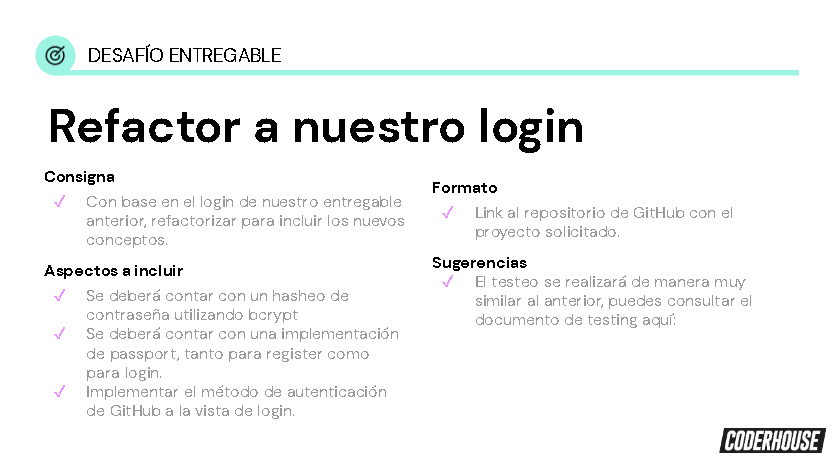 DESAFÍO ENTREGABLE
Refactor a nuestro login
Consigna
✓ Con base en el login de nuestro entregable
anterior, refactorizar para incluir los nuevos
conceptos.
Aspectos a incluir
✓ Se deberá contar con un hasheo de
contraseña utilizando bcrypt
✓ Se deberá contar con una implementación
de passport, tanto para register como
para login.
✓ Implementar el método de autenticación
de GitHub a la vista de login.
Formato
✓ Link al repositorio de GitHub con el
proyecto solicitado.
Sugerencias
✓ El testeo se realizará de manera muy
similar al anterior, puedes consultar el
documento de testing aquí:
CODERHOUSE